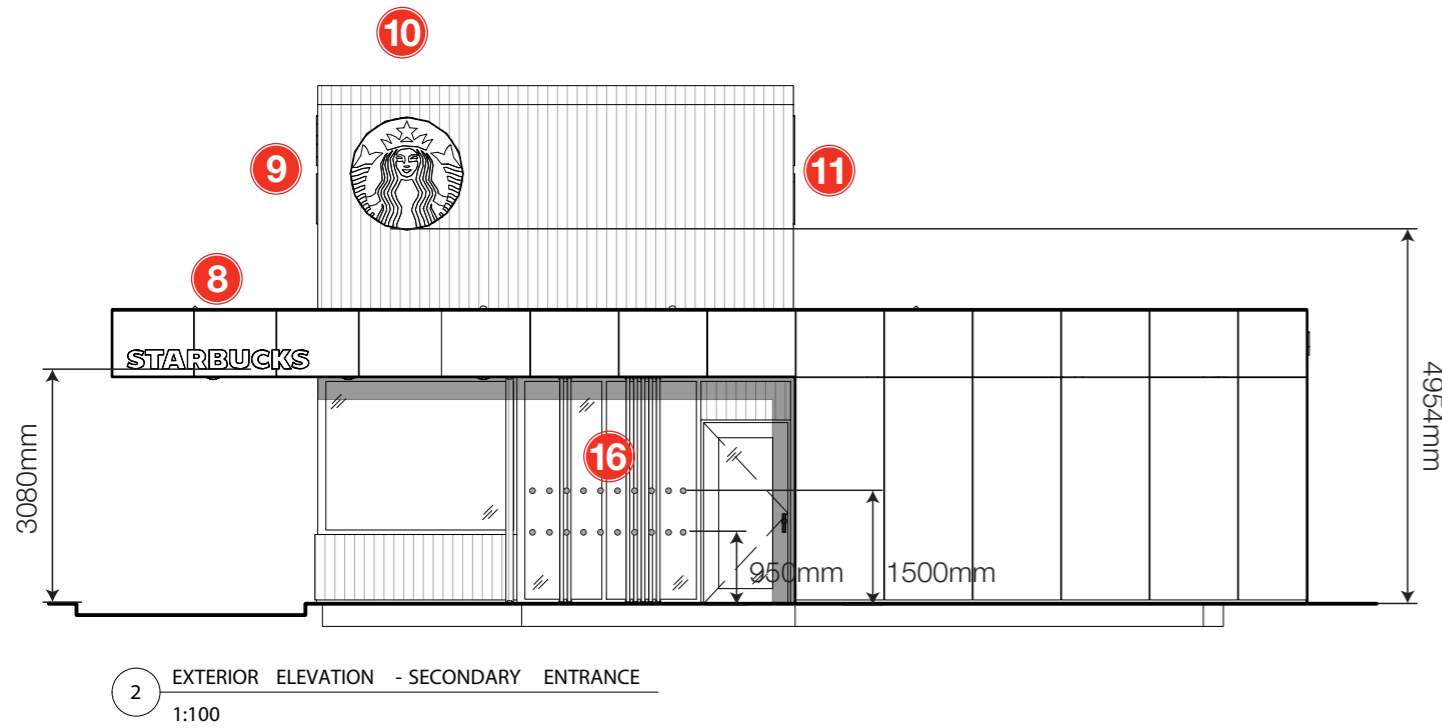 10
9
11
8
STARBUCKS
16
3080mm
4954mm
950mm
1500mm
2
EXTERIOR ELEVATION - SECONDARY ENTRANCE
1:100